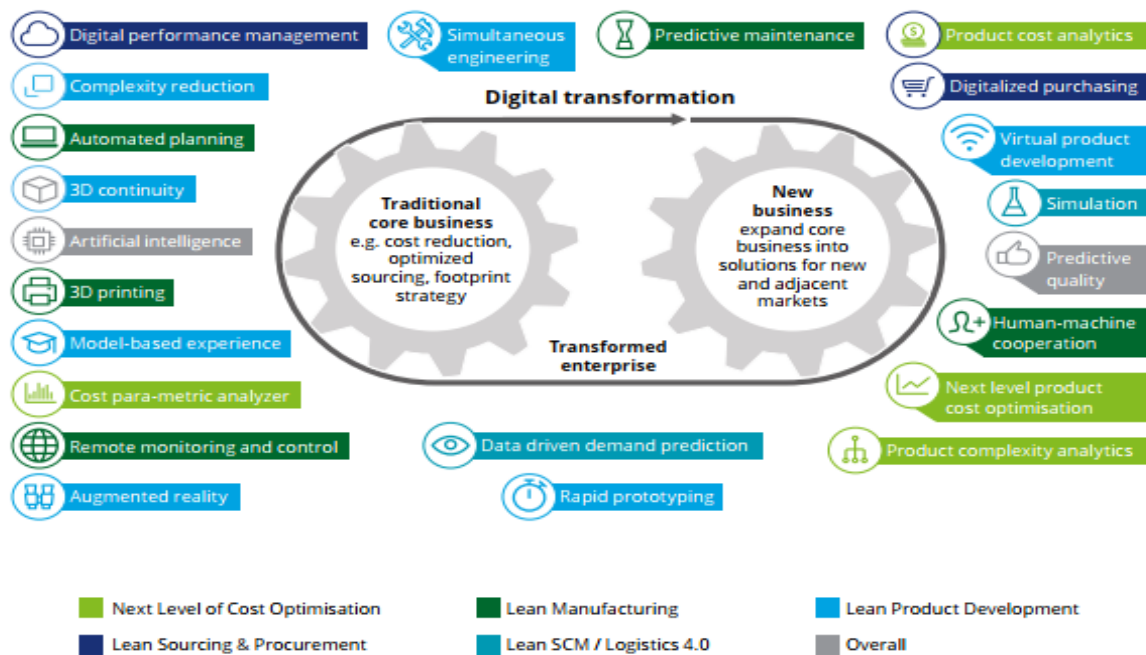 Digital performance management
Simultaneous
engineering
Predictive maintenance
Product cost analytics
Complexity reduction
Digital transformation
Digitalized purchasing
Automated planning
Virtual product
development
3D continuity
Traditional
core business
e.g. cost reduction,
optimized
sourcing, footprint
strategy
New
business
expand core
business into
solutions for new
and adjacent
markets
Simulation
Artificial intelligence
Predictive
quality
3D printing
Human-machine
cooperation
Model-based experience
Transformed
enterprise
Cost para-metric analyzer
Next level product
cost optimisation
Remote monitoring and control
Data driven demand prediction
Product complexity analytics
Augmented reality
Rapid prototyping
Next Level of Cost Optimisation
Lean Manufacturing
Lean Product Development
Lean Sourcing & Procurement
Lean SCM / Logistics 4.0
Overall